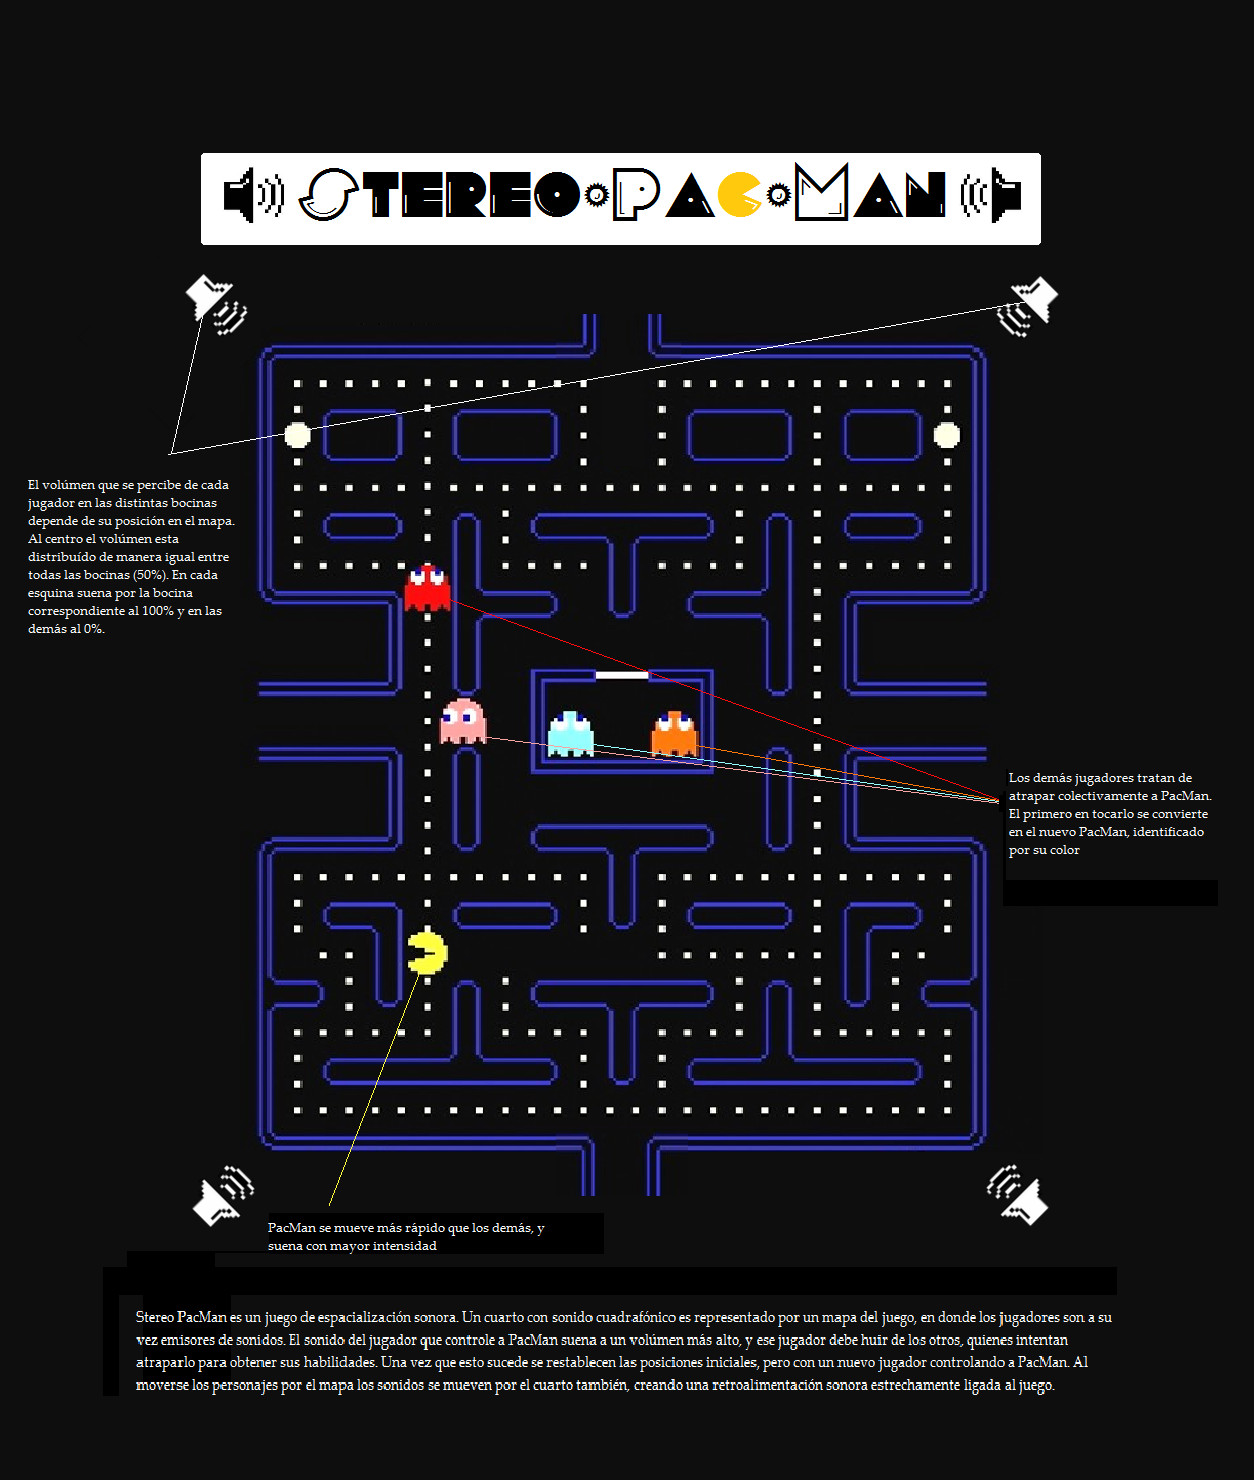 STEREO PAC MAN
El volúmen que se percibe de cada
jugador en las distintas bocinas
depende de su posición en el mapa.
Al centro el volúmen esta
distribuído de manera igual entre
todas las bocinas (50%). En cada
esquina suena por la bocina
correspondiente al 100% y en las
demás al 0%.
Los demás jugadores tratan de
atrapar colectivamente a PacMan.
El primero en tocarlo se convierte
en el nuevo PacMan, identificado
por su color
PacMan se mueve más rápido que los demás, y
suena con mayor intensidad
Stereo PacMan es un juego de espacialización sonora. Un cuarto con sonido cuadrafónico es representado por un mapa del juego, en donde los jugadores son a su
vez emisores de sonidos. El sonido del jugador que controle a PacMan suena a un volúmen más alto, y ese jugador debe huir de los otros, quienes intentan
atraparlo para obtener sus habilidades. Una vez que esto sucede se restablecen las posiciones iniciales, pero con un nuevo jugador controlando a PacMan. Al
moverse los personajes por el mapa los sonidos se mueven por el cuarto también, creando una retroalimentación sonora estrechamente ligada al juego.